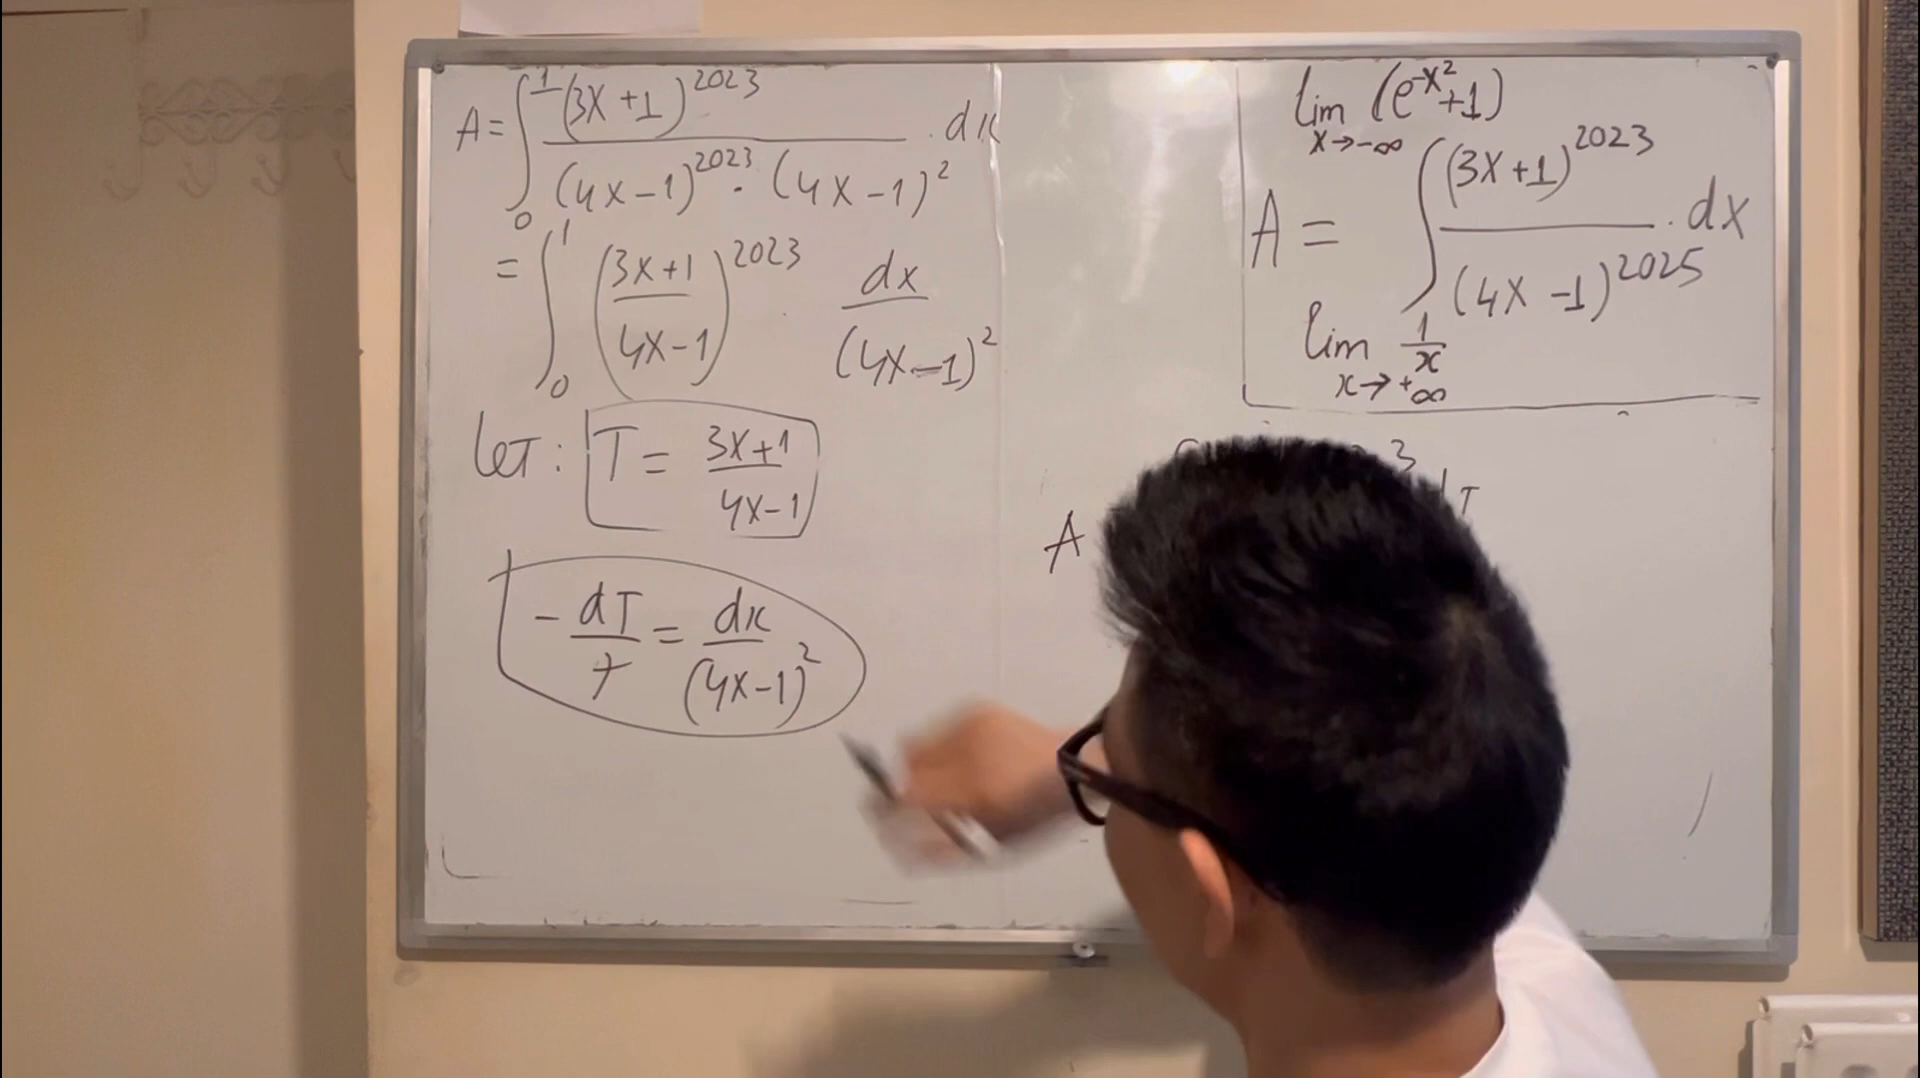 A = ∫₀¹ (3x+1)^2023 / (4x-1)^2023 · (4x-1)^2 . dx
= ∫₀¹ ((3x+1)/(4x-1))^2023 . dx/(4x-1)^2
let: T = (3x+1)/(4x-1)
- dT/7 = dx/(4x-1)^2
lim x→-∞ (e^-x^2+1)
A = ∫ (3x+1)^2023 / (4x-1)^2025 . dx
lim x→+∞ 1/x
A